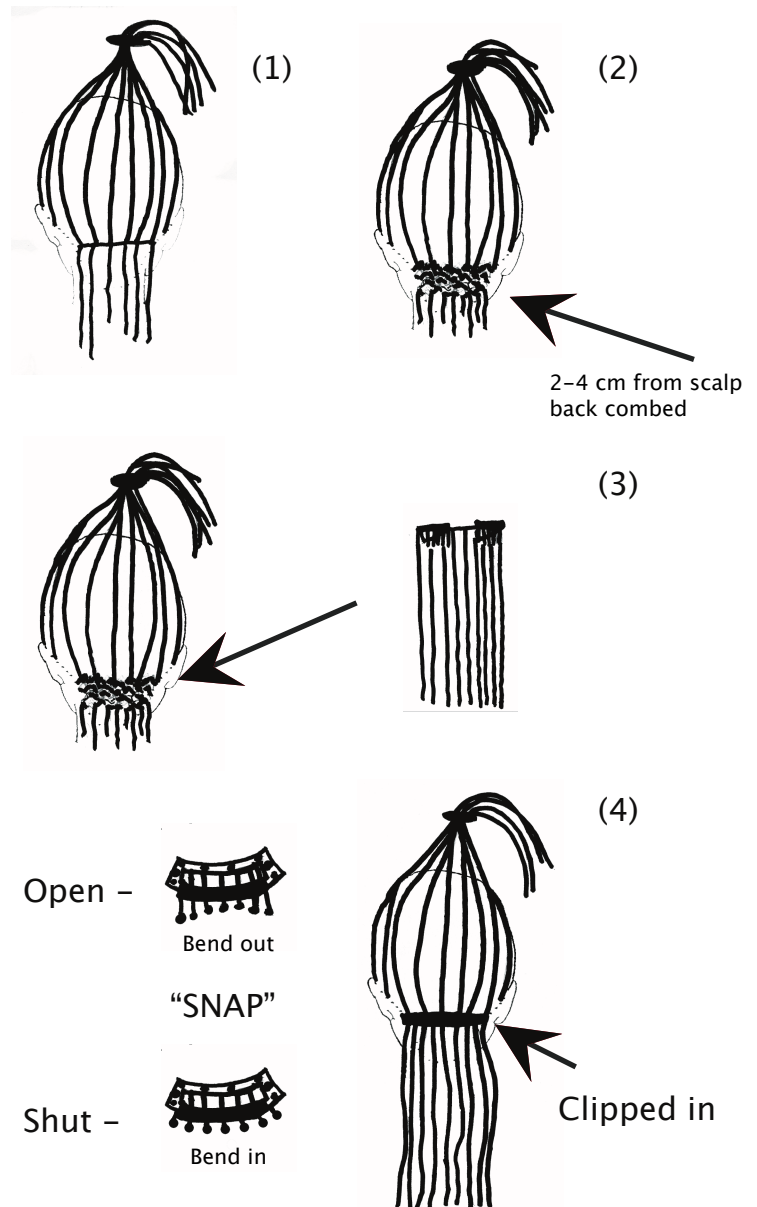 (1)
(2)
2–4 cm from scalp
back combed
(3)
(4)
Open –
Bend out
“SNAP”
Shut –
Bend in
Clipped in